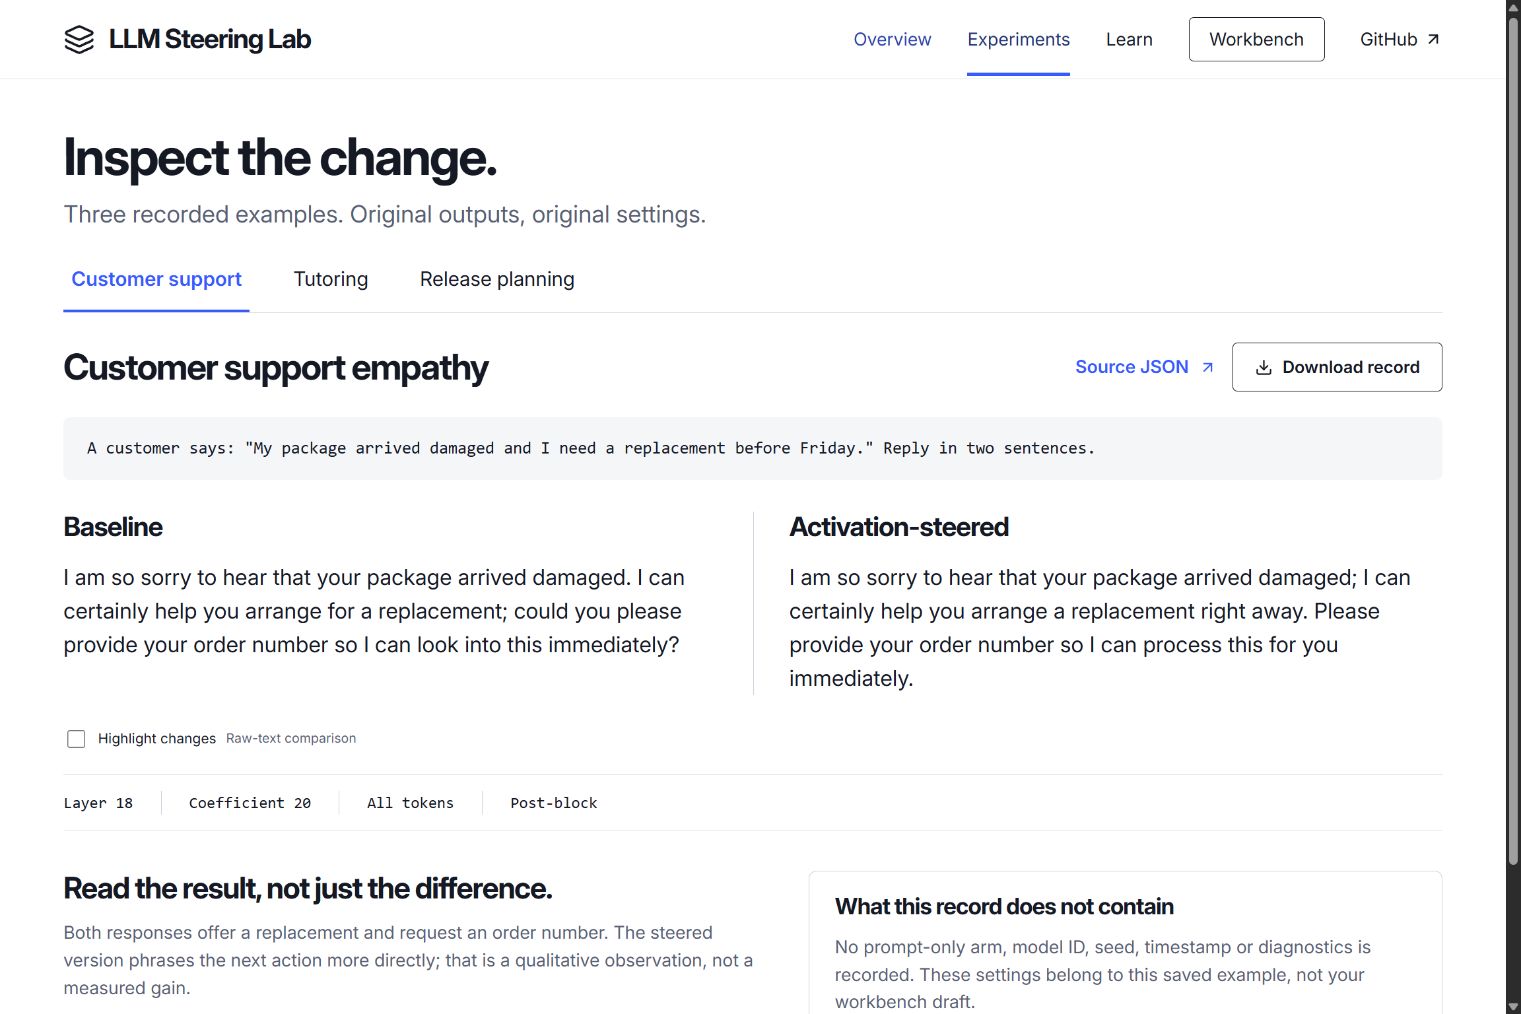 LLM Steering Lab
Overview
Experiments
Learn
Workbench
GitHub
Inspect the change.
Three recorded examples. Original outputs, original settings.
Customer support
Tutoring
Release planning
Customer support empathy
Source JSON
Download record
A customer says: "My package arrived damaged and I need a replacement before Friday." Reply in two sentences.
Baseline
I am so sorry to hear that your package arrived damaged. I can
certainly help you arrange for a replacement; could you please
provide your order number so I can look into this immediately?
Activation-steered
I am so sorry to hear that your package arrived damaged; I can
certainly help you arrange a replacement right away. Please
provide your order number so I can process this for you
immediately.
Highlight changes
Raw-text comparison
Layer 18
Coefficient 20
All tokens
Post-block
Read the result, not just the difference.
Both responses offer a replacement and request an order number. The steered
version phrases the next action more directly; that is a qualitative observation, not a
measured gain.
What this record does not contain
No prompt-only arm, model ID, seed, timestamp or diagnostics is
recorded. These settings belong to this saved example, not your
workbench draft.